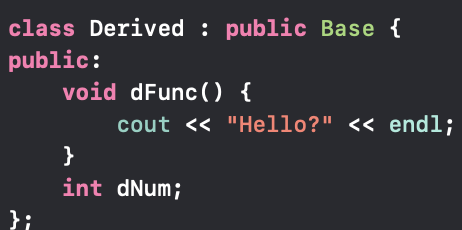 class Derived : public Base {
public:
    void dFunc() {
        cout << "Hello?" << endl;
    }
    int dNum;
};